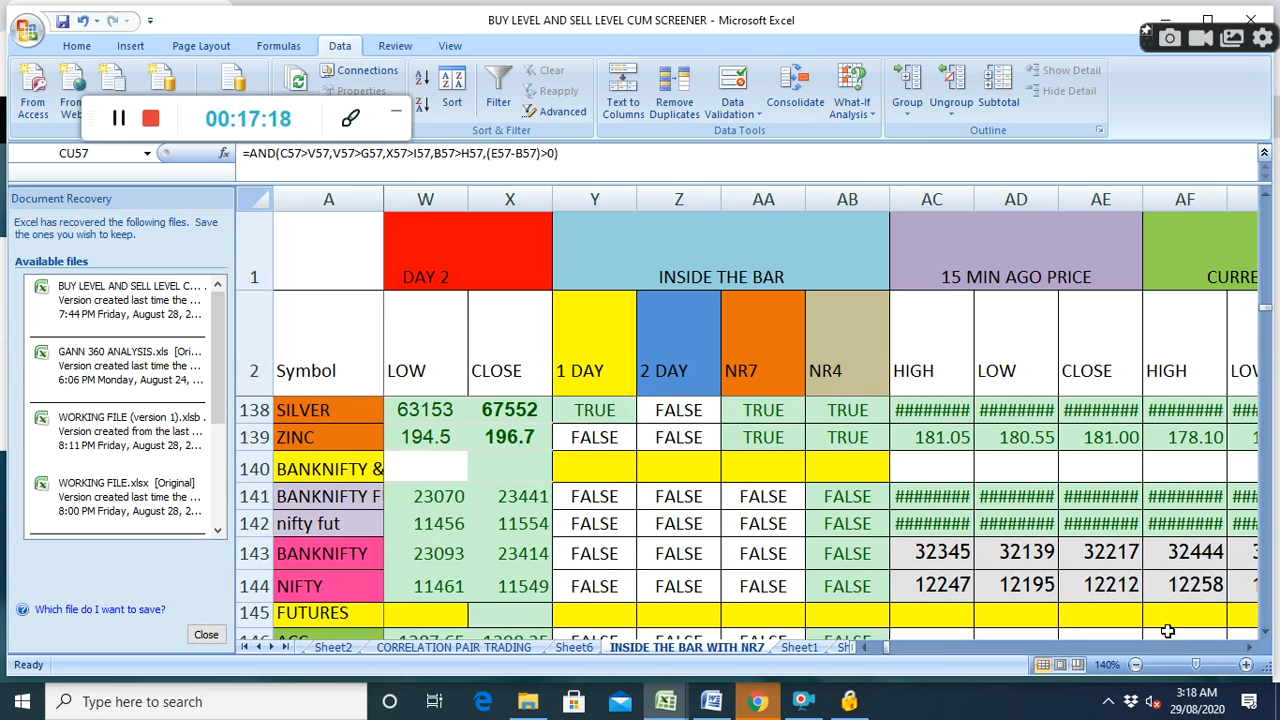 BUY LEVEL AND SELL LEVEL CUM SCREENER - Microsoft Excel
Home Insert Page Layout Formulas Data Review View
From Access
From Web
Connections
Properties
Sort
Filter
Clear
Reapply
Advanced
Text to Columns
Remove Duplicates
Data Validation
Consolidate
What-If Analysis
Group
Ungroup
Subtotal
Show Detail
Hide Detail
Sort & Filter
Data Tools
Outline
00:17:18
CU57 fx =AND(C57>V57,V57>G57,X57>I57,B57>H57,(E57-B57)>0)
Document Recovery
Excel has recovered the following files. Save the ones you wish to keep.
Available files
BUY LEVEL AND SELL LEVEL C...
Version created last time the ...
7:44 PM Friday, August 28, 2...
GANN 360 ANALYSIS.xls [Ori...
Version created last time the ...
6:06 PM Monday, August 24, ...
WORKING FILE (version 1).xlsb ...
Version created from the last ...
8:11 PM Friday, August 28, 2...
WORKING FILE.xlsx [Original]
Version created last time the ...
8:00 PM Friday, August 28, 2...
Which file do I want to save?
Close
A W X Y Z AA AB AC AD AE AF
1 DAY 2 INSIDE THE BAR 15 MIN AGO PRICE CURRE
2 Symbol LOW CLOSE 1 DAY 2 DAY NR7 NR4 HIGH LOW CLOSE HIGH LO
138 SILVER 63153 67552 TRUE FALSE TRUE TRUE ######## ######## ######## ########
139 ZINC 194.5 196.7 FALSE FALSE TRUE TRUE 181.05 180.55 181.00 178.10 1
140 BANKNIFTY &
141 BANKNIFTY F 23070 23441 FALSE FALSE FALSE FALSE ######## ######## ######## ########
142 nifty fut 11456 11554 FALSE FALSE FALSE FALSE ######## ######## ######## ########
143 BANKNIFTY 23093 23414 FALSE FALSE FALSE FALSE 32345 32139 32217 32444
144 NIFTY 11461 11549 FALSE FALSE FALSE FALSE 12247 12195 12212 12258
145 FUTURES
Sheet2 CORRELATION PAIR TRADING Sheet6 INSIDE THE BAR WITH NR7 Sheet1 Sh
Ready 140%
Type here to search
3:18 AM
29/08/2020